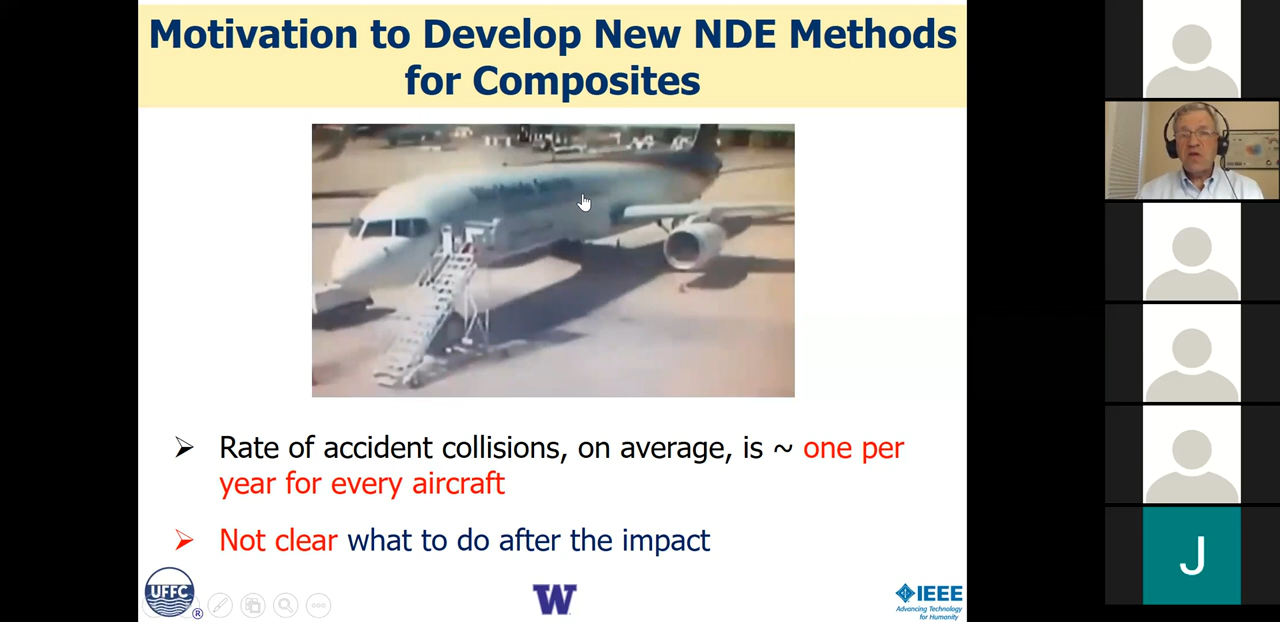 Motivation to Develop New NDE Methods
for Composites
➢ Rate of accident collisions, on average, is ~ one per
year for every aircraft
➢ Not clear what to do after the impact
UFFC
®
W
IEEE
Advancing Technology
for Humanity
J